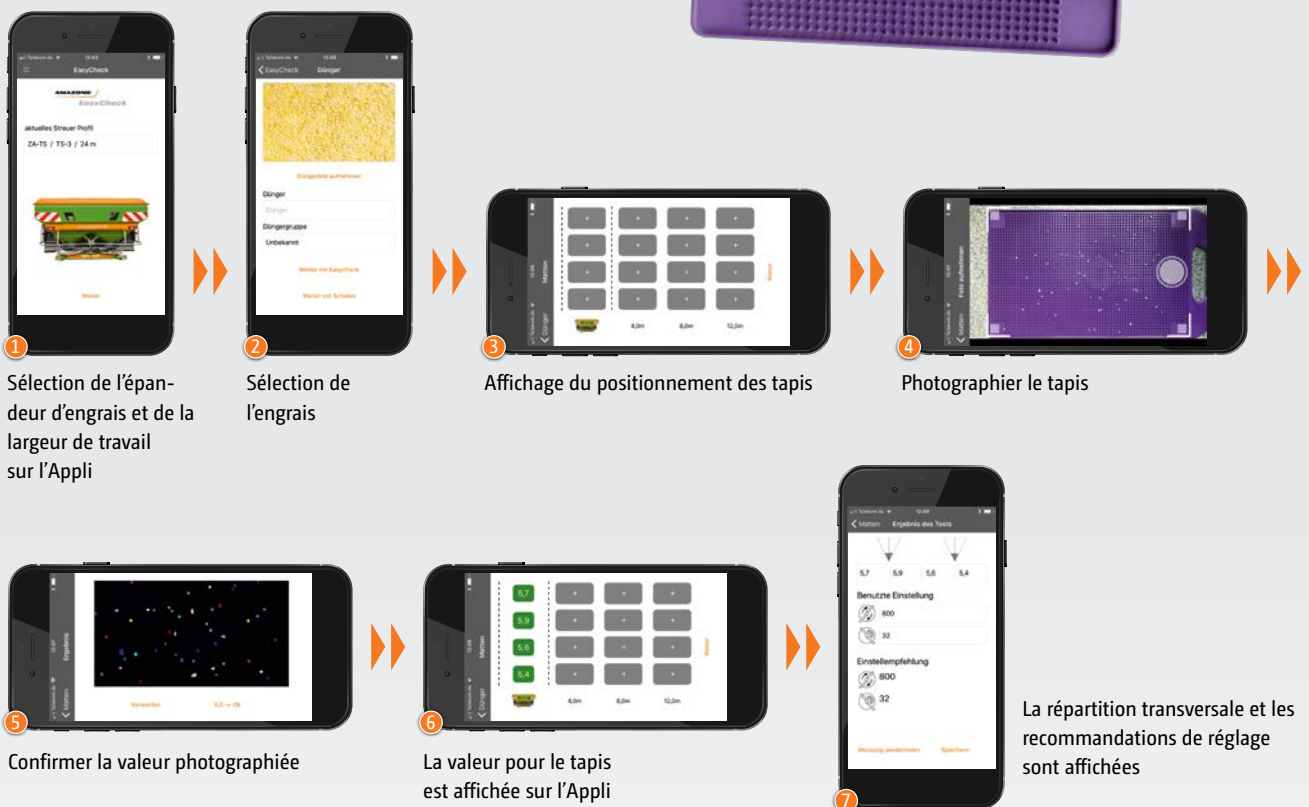 EasyCheck
AMAZONE
EasyCheck
aktuelles Streuer Profil
ZA-TS / TS-3 / 24 m
Weiter
1
Sélection de l’épan-
deur d’engrais et de la
largeur de travail
sur l’Appli
EasyCheck Dünger
Düngerbild aufnehmen
Dünger
Dünger
Düngergruppe
Unbekannt
Weiter mit Easycheck
Weiter mit Schalen
2
Sélection de
l’engrais
Dünger Matten
Weiter
4,0m 8,0m 12,0m
3
Affichage du positionnement des tapis
Matten Foto aufnehmen
4
Photographier le tapis
Matten Ergebnis
Verwerfen
5
Confirmer la valeur photographiée
Dünger Matten
5,7
5,9
5,6
5,4
Weiter
4,0m 8,0m 12,0m
6
La valeur pour le tapis
est affichée sur l’Appli
Matten Ergebnis des Tests
5,7 5,9 5,6 5,4
Benutzte Einstellung
800
32
Einstellempfehlung
800
32
Messung wiederholen Speichern
7
La répartition transversale et les
recommandations de réglage
sont affichées